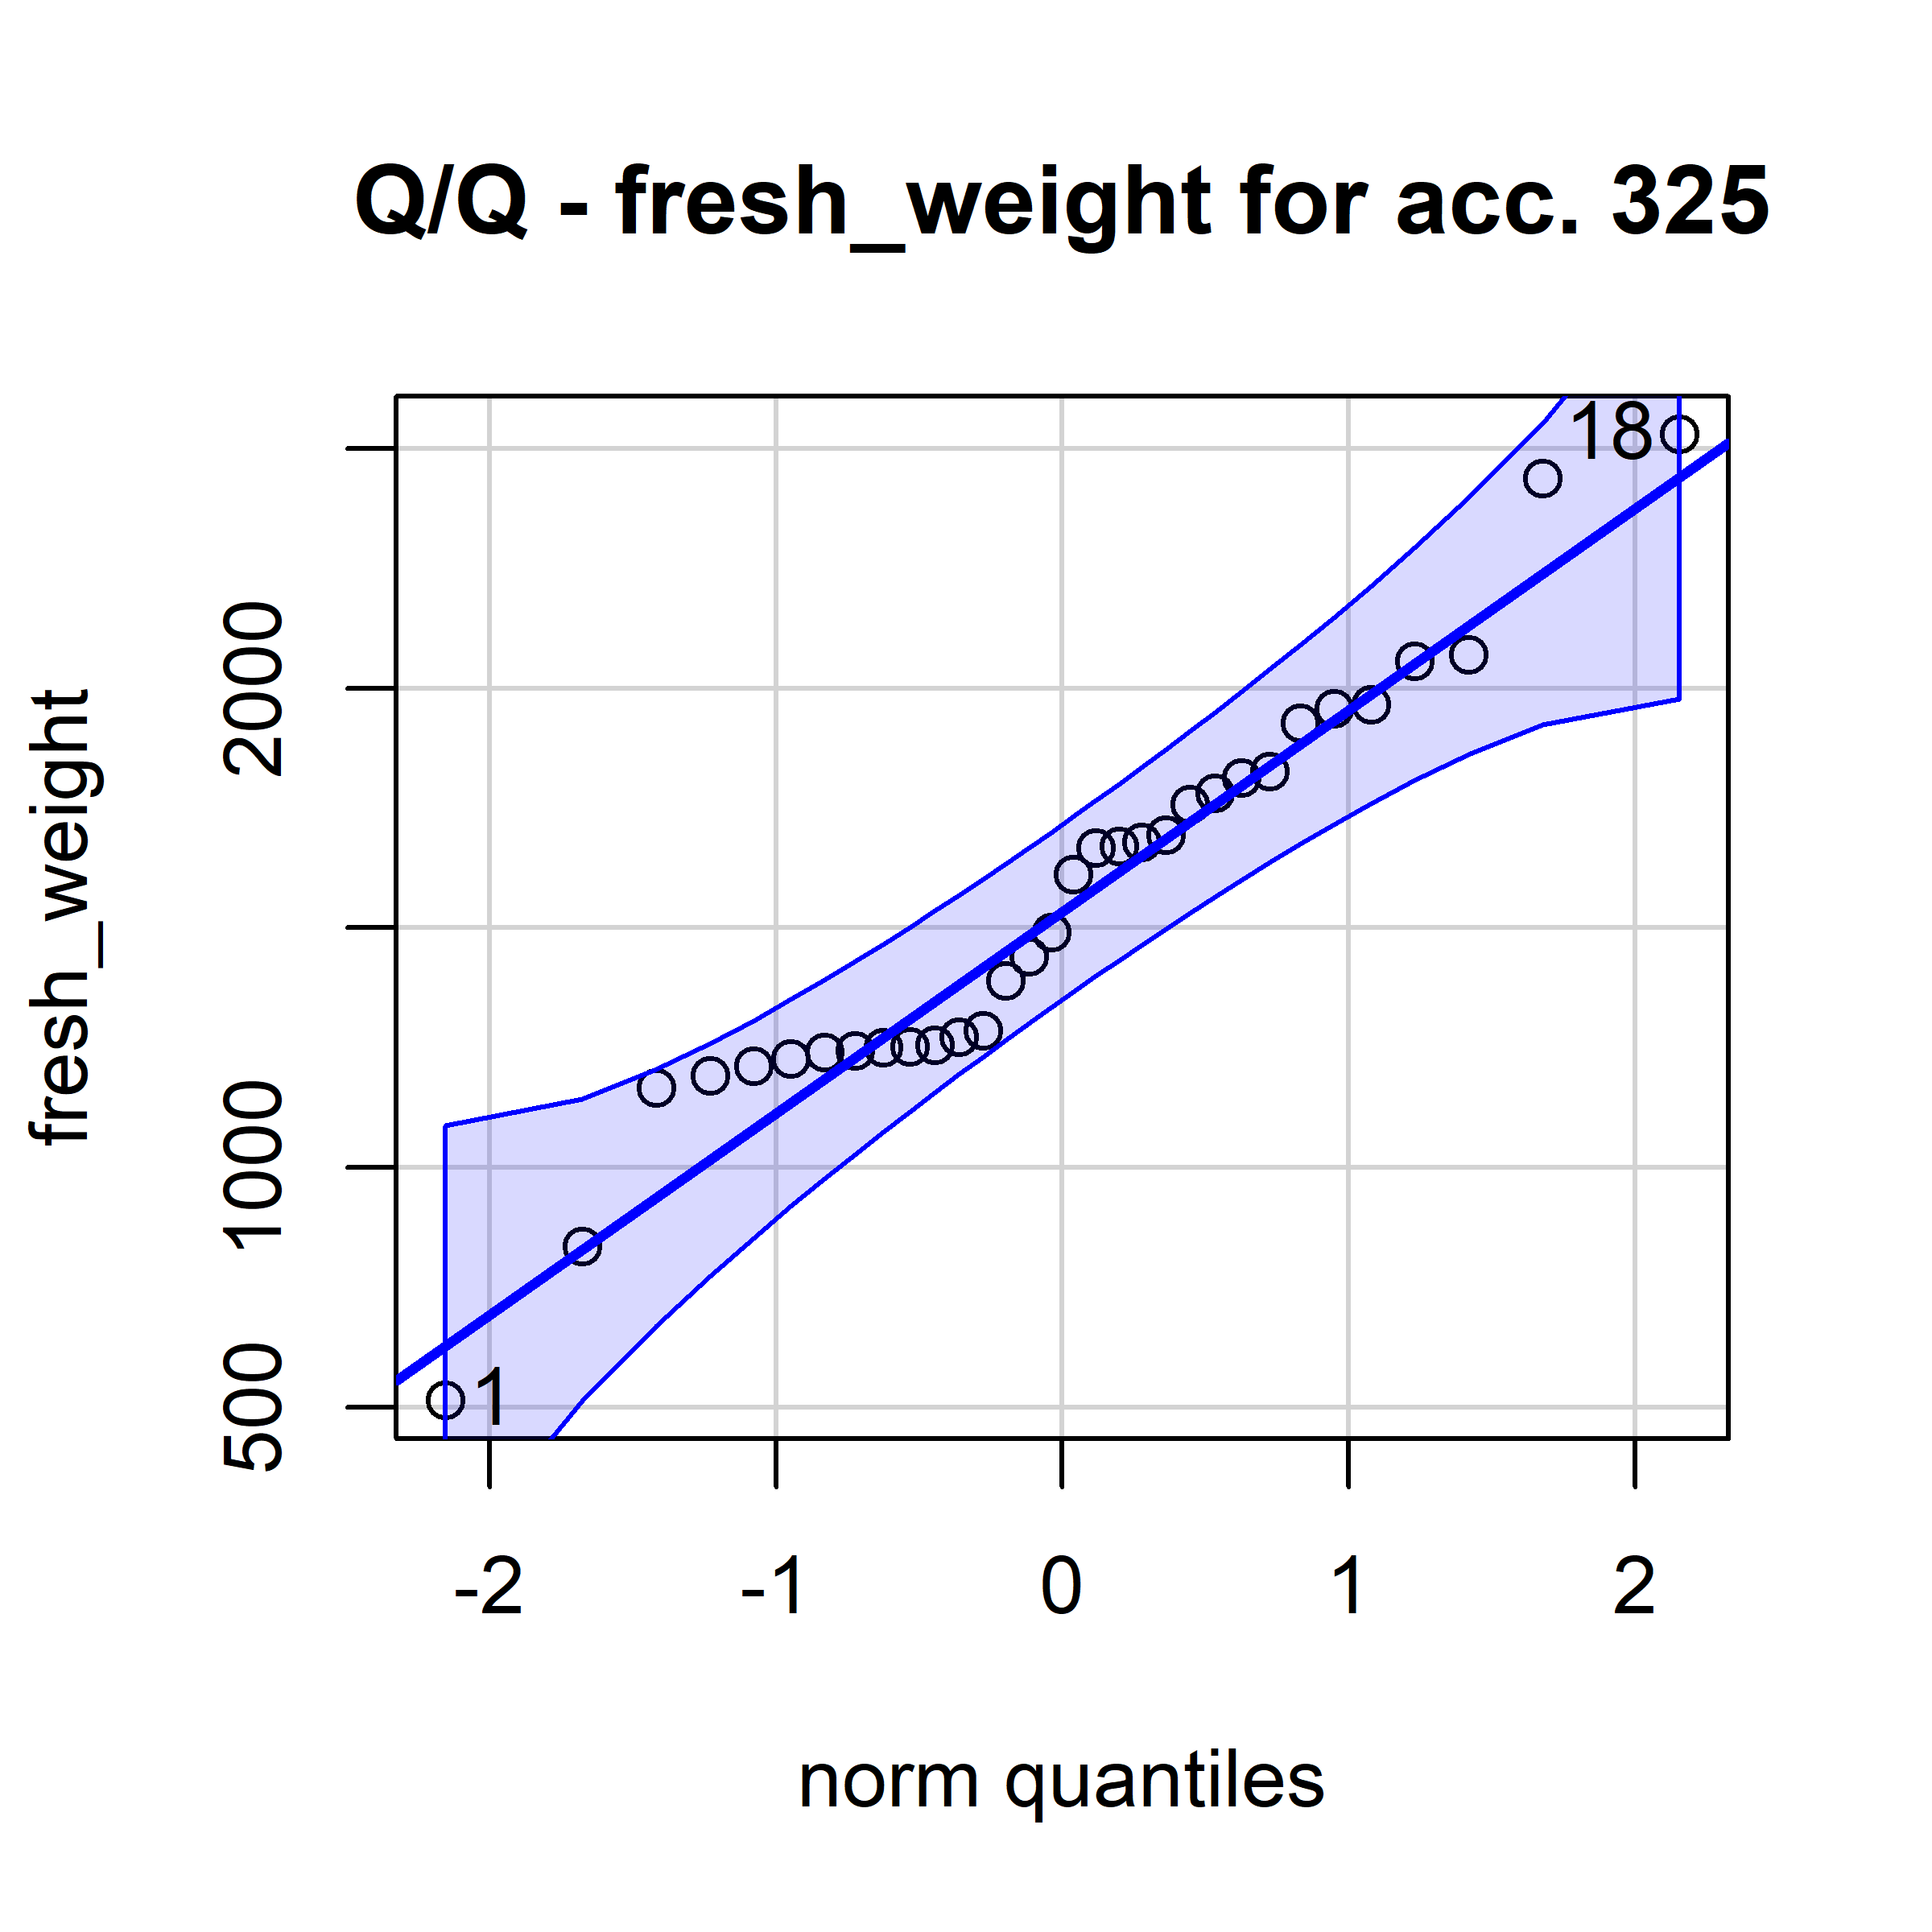 Q/Q - fresh_weight for acc. 325
fresh_weight
2000
1000
500
18
1
-2 -1 0 1 2
norm quantiles